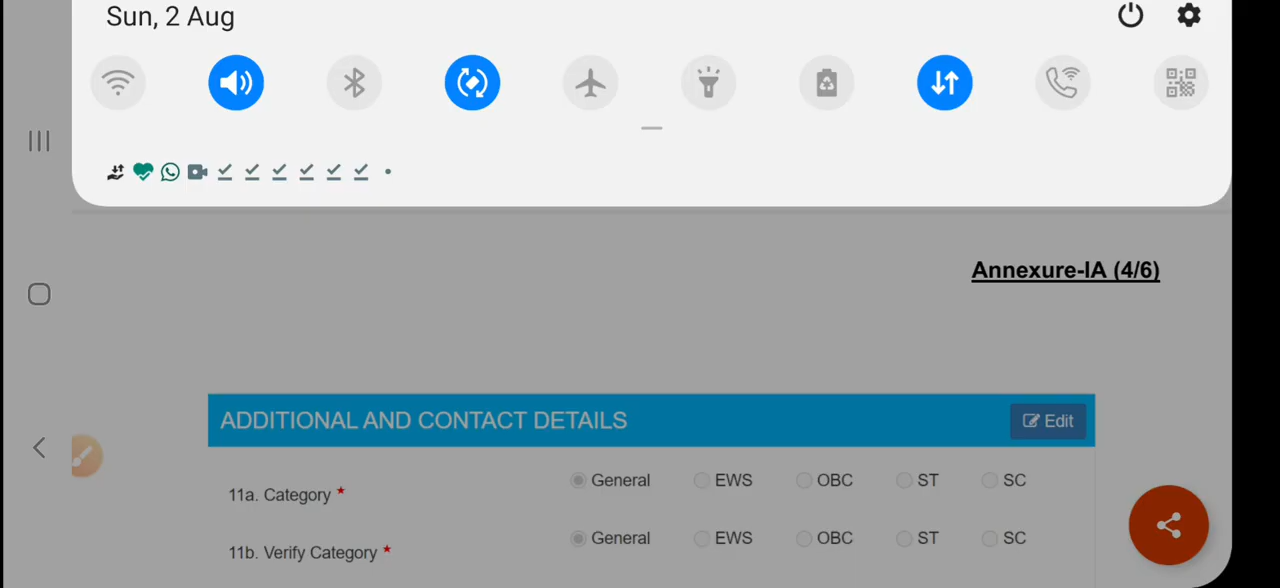 Sun, 2 Aug
Annexure-IA (4/6)
ADDITIONAL AND CONTACT DETAILS
Edit
11a. Category *
General EWS OBC ST SC
11b. Verify Category *
General EWS OBC ST SC